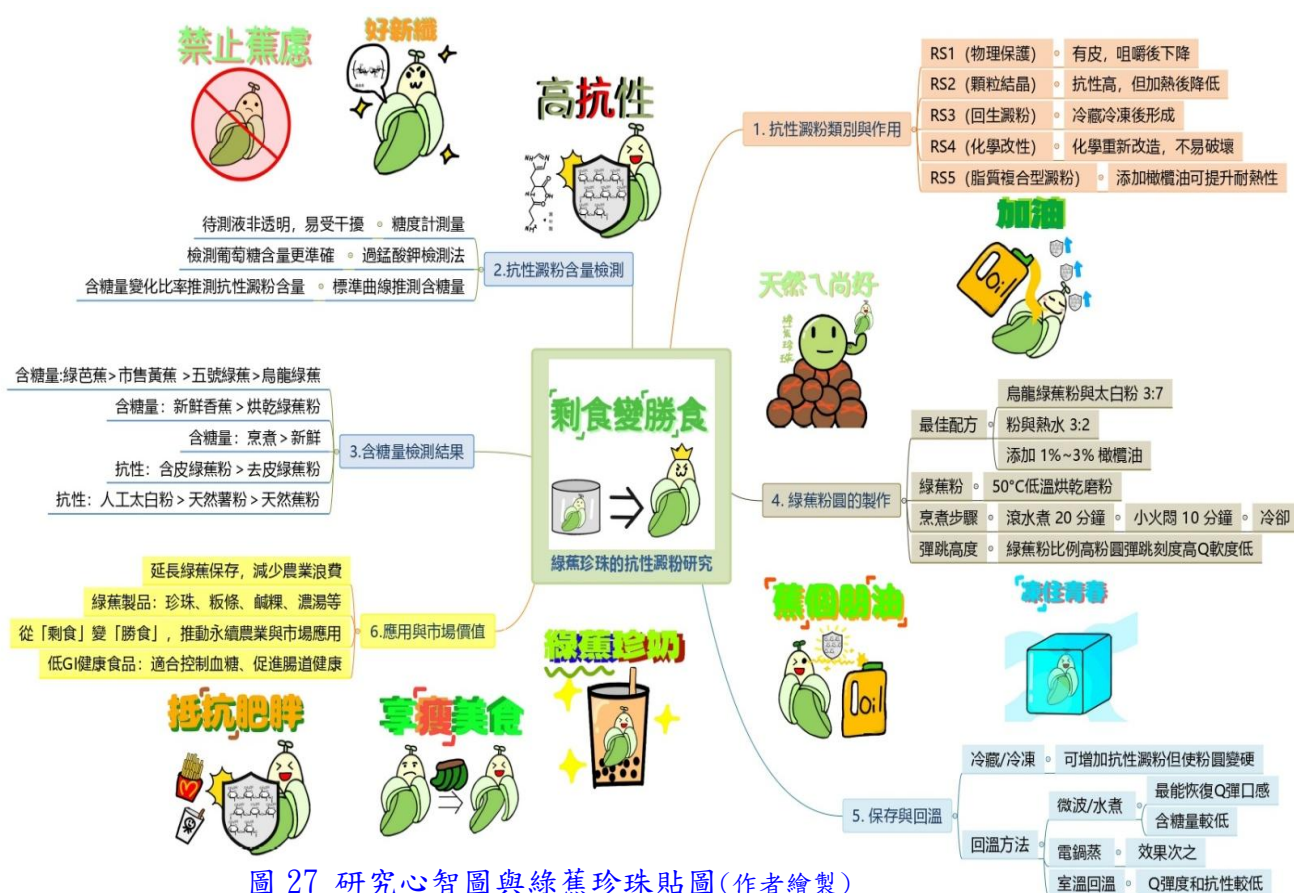 禁止蕉慮
好新纖
高抗性
1. 抗性澱粉類別與作用
RS1（物理保護）
有皮，咀嚼後下降
RS2（顆粒結晶）
抗性高，但加熱後降低
RS3（回生澱粉）
冷藏冷凍後形成
RS4（化學改性）
化學重新改造，不易破壞
RS5（脂質複合型澱粉）
添加橄欖油可提升耐熱性
加油
Oil
2.抗性澱粉含量檢測
待測液非透明，易受干擾
糖度計測量
檢測葡萄糖含量更準確
過錳酸鉀檢測法
含糖量變化比率推測抗性澱粉含量
標準曲線推測含糖量
天然ㄟ尚好
綠蕉珍珠
剩食變勝食
綠蕉珍珠的抗性澱粉研究
3.含糖量檢測結果
含糖量:綠芭蕉>市售黃蕉 >五號綠蕉>烏龍綠蕉
含糖量：新鮮香蕉 > 烘乾綠蕉粉
含糖量：烹煮 > 新鮮
抗性：含皮綠蕉粉 > 去皮綠蕉粉
抗性：人工太白粉 > 天然薯粉 > 天然蕉粉
4. 綠蕉粉圓的製作
最佳配方
烏龍綠蕉粉與太白粉 3:7
粉與熱水 3:2
添加 1%~3% 橄欖油
綠蕉粉
50°C低溫烘乾磨粉
烹煮步驟
滾水煮 20 分鐘
小火悶 10 分鐘
冷卻
彈跳高度
綠蕉粉比例高粉圓彈跳刻度高Q軟度低
6.應用與市場價值
延長綠蕉保存，減少農業浪費
綠蕉製品：珍珠、粄條、鹹粿、濃湯等
從「剩食」變「勝食」，推動永續農業與市場應用
低GI健康食品：適合控制血糖、促進腸道健康
抵抗肥胖
享瘦美食
綠蕉珍奶
蕉個朋油
Oil
凍住青春
5. 保存與回溫
冷藏/冷凍
可增加抗性澱粉但使粉圓變硬
回溫方法
微波/水煮
最能恢復Q彈口感
含糖量較低
電鍋蒸
效果次之
室溫回溫
Q彈度和抗性較低
圖 27 研究心智圖與綠蕉珍珠貼圖(作者繪製)